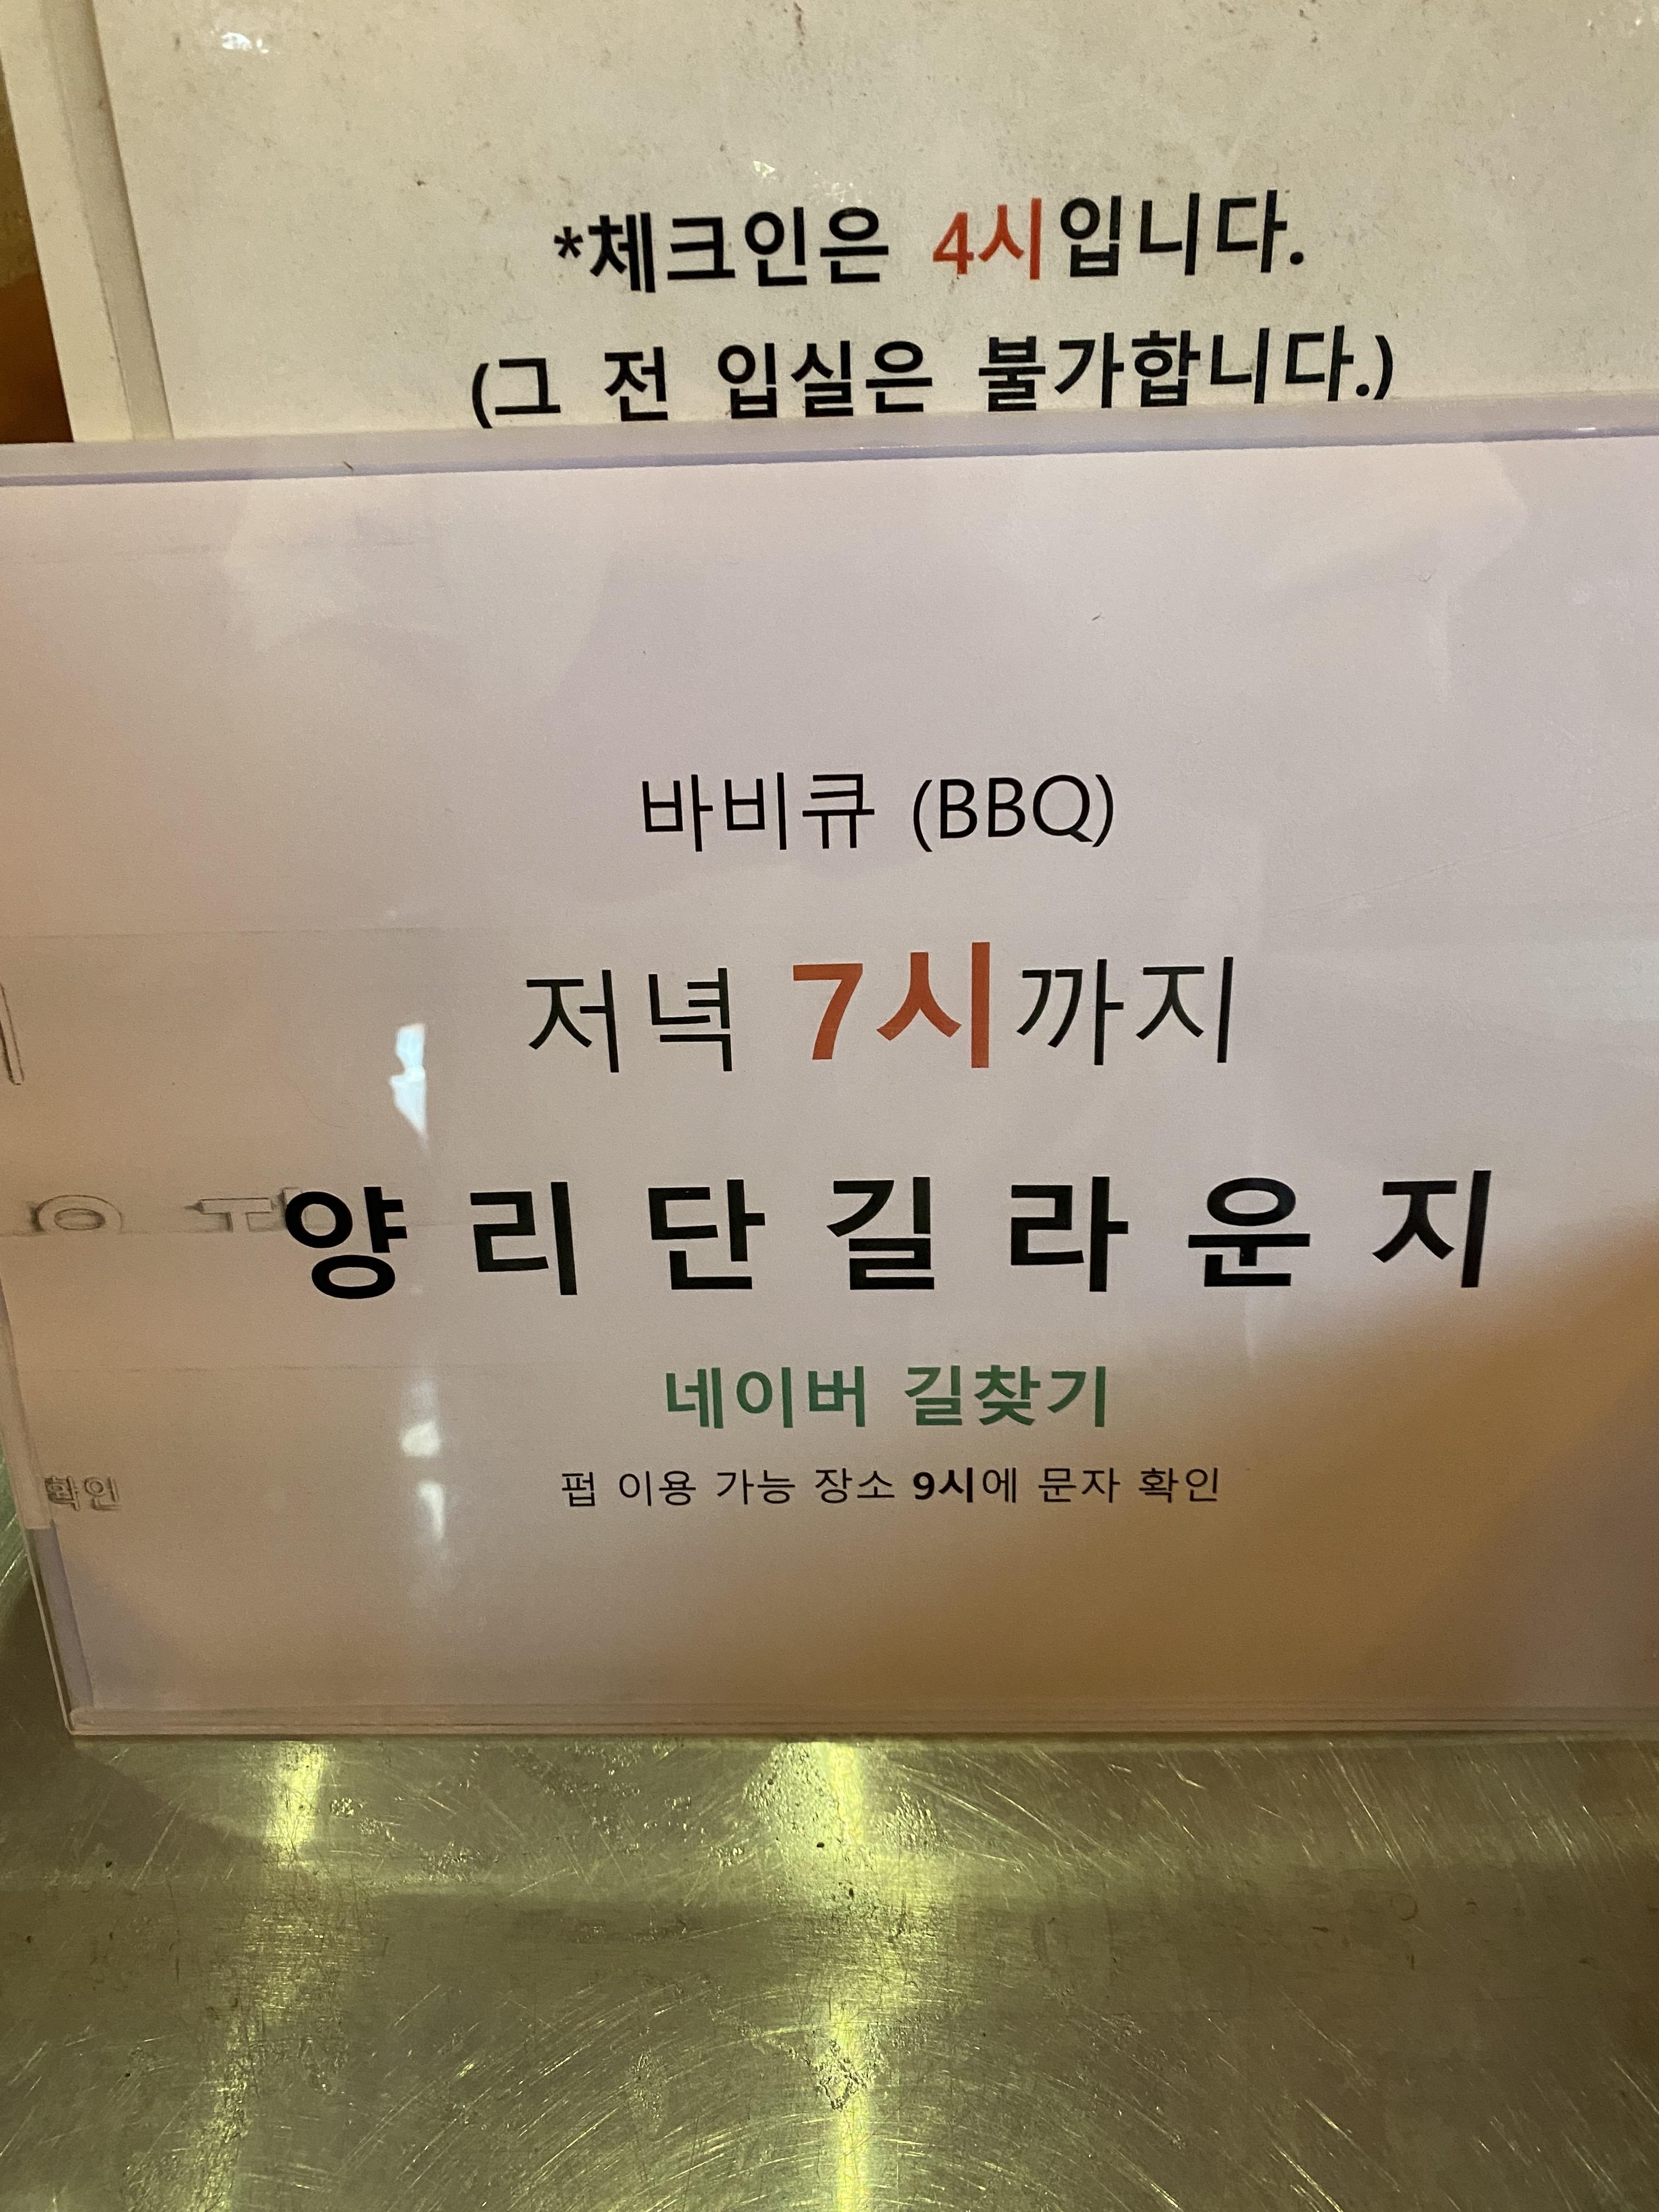 *체크인은 4시입니다.
(그 전 입실은 불가합니다.)
바비큐 (BBQ)
저녁 7시까지
양리단길라운지
네이버 길찾기
펍 이용 가능 장소 9시에 문자 확인
확인